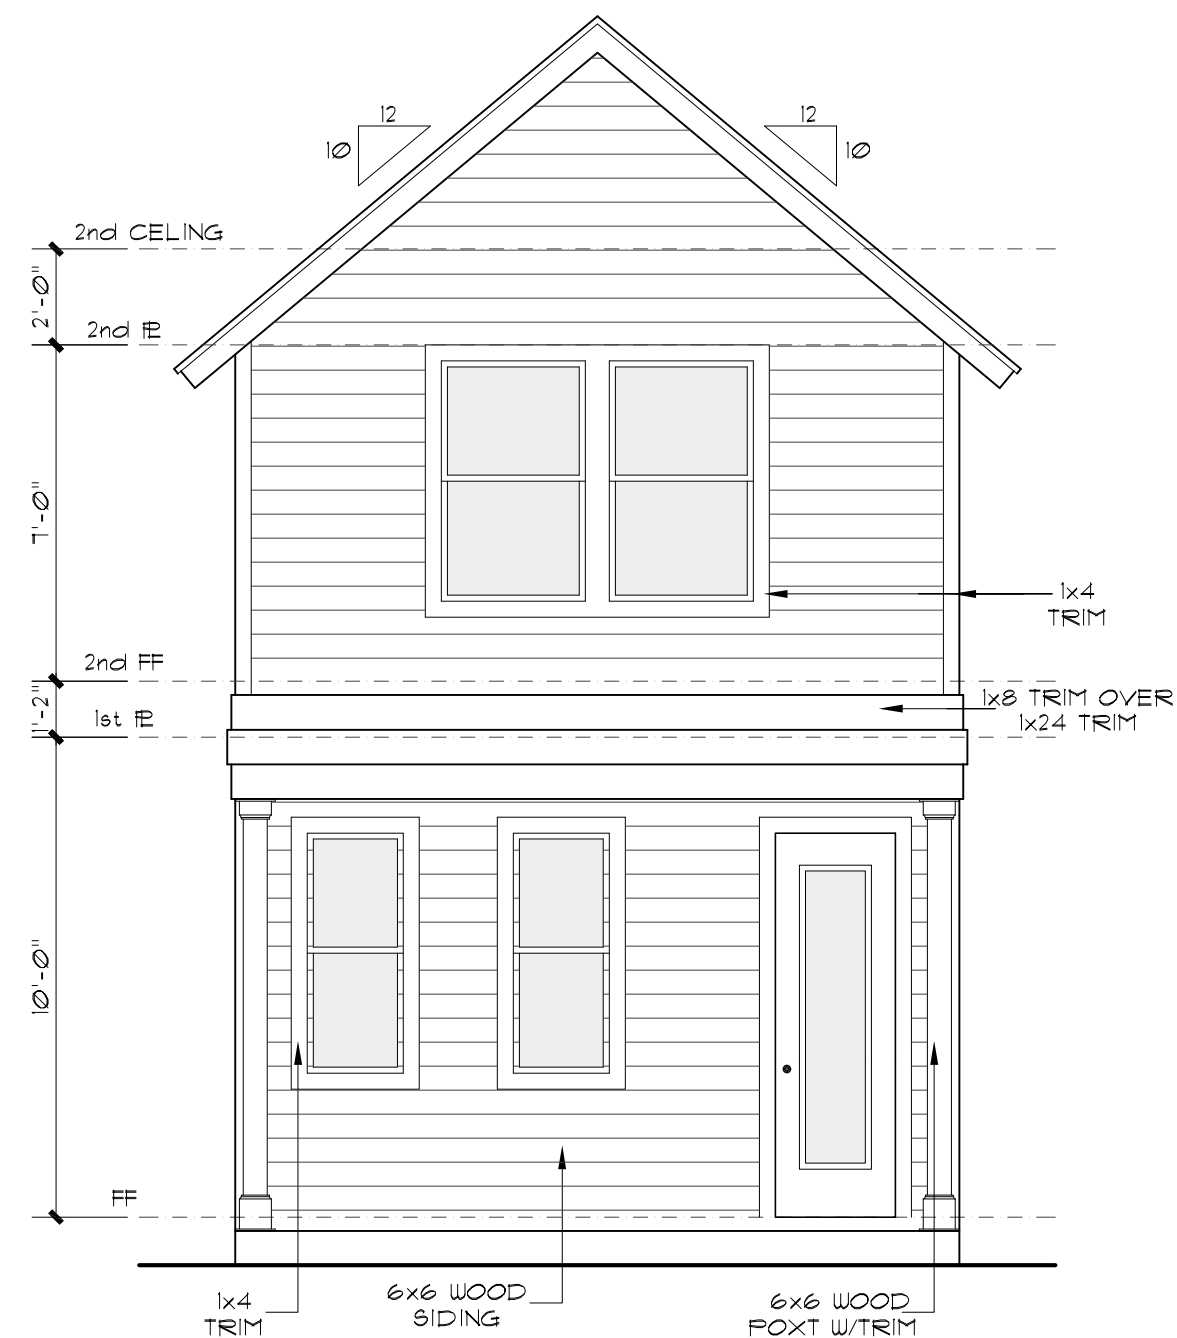 12
12
10
10
2nd CELING
2'-0"
2nd PL
7'-0"
1x4
TRIM
2nd FF
1'-2"
1x8 TRIM OVER
1x24 TRIM
1st PL
10'-0"
FF
1x4
TRIM
6x6 WOOD
SIDING
6x6 WOOD
POXT W/TRIM